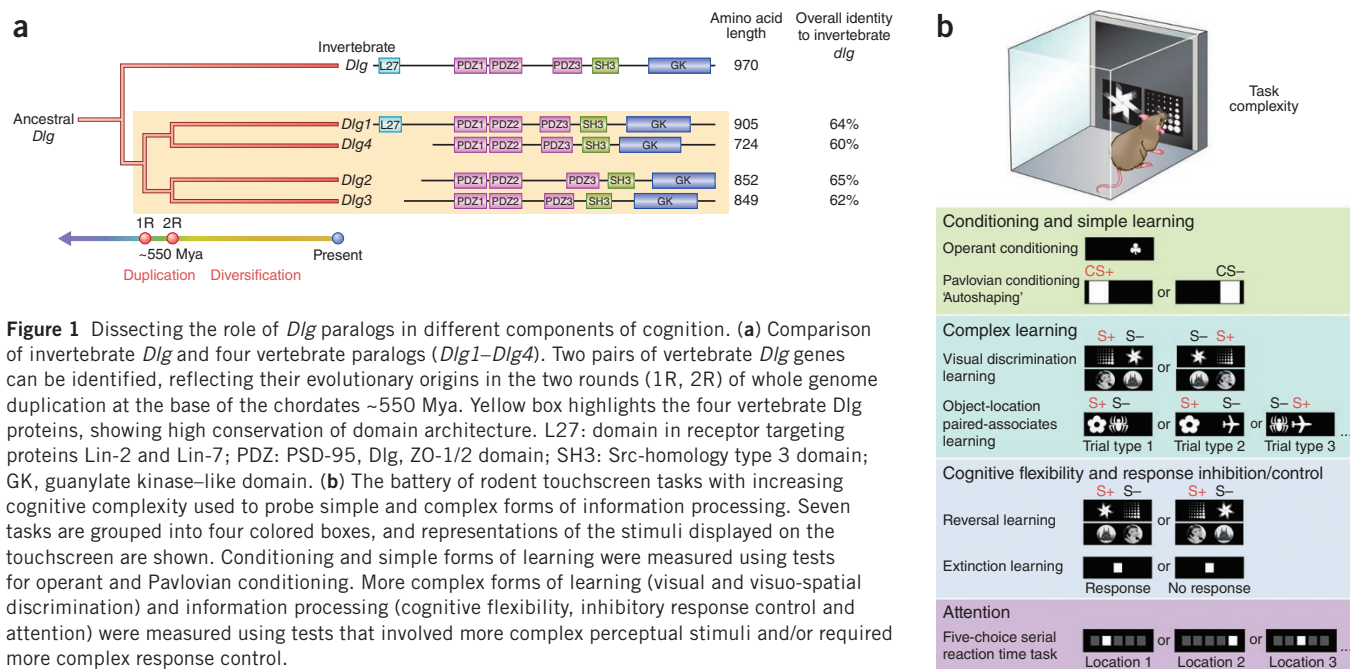 a
Amino acid
length
Overall identity
to invertebrate
dlg
Invertebrate
Dlg L27 PDZ1 PDZ2 PDZ3 SH3 GK 970
Ancestral
Dlg
Dlg1 L27 PDZ1 PDZ2 PDZ3 SH3 GK 905 64%
Dlg4 PDZ1 PDZ2 PDZ3 SH3 GK 724 60%
Dlg2 PDZ1 PDZ2 PDZ3 SH3 GK 852 65%
Dlg3 PDZ1 PDZ2 PDZ3 SH3 GK 849 62%
1R 2R
~550 Mya Present
Duplication Diversification
Figure 1 Dissecting the role of Dlg paralogs in different components of cognition. (a) Comparison
of invertebrate Dlg and four vertebrate paralogs (Dlg1–Dlg4). Two pairs of vertebrate Dlg genes
can be identified, reflecting their evolutionary origins in the two rounds (1R, 2R) of whole genome
duplication at the base of the chordates ~550 Mya. Yellow box highlights the four vertebrate Dlg
proteins, showing high conservation of domain architecture. L27: domain in receptor targeting
proteins Lin-2 and Lin-7; PDZ: PSD-95, Dlg, ZO-1/2 domain; SH3: Src-homology type 3 domain;
GK, guanylate kinase–like domain. (b) The battery of rodent touchscreen tasks with increasing
cognitive complexity used to probe simple and complex forms of information processing. Seven
tasks are grouped into four colored boxes, and representations of the stimuli displayed on the
touchscreen are shown. Conditioning and simple forms of learning were measured using tests
for operant and Pavlovian conditioning. More complex forms of learning (visual and visuo-spatial
discrimination) and information processing (cognitive flexibility, inhibitory response control and
attention) were measured using tests that involved more complex perceptual stimuli and/or required
more complex response control.
b
Task
complexity
Conditioning and simple learning
Operant conditioning
CS+ CS–
Pavlovian conditioning
'Autoshaping'
or
Complex learning
S+ S– S– S+
Visual discrimination
learning
or
Object-location
paired-associates
learning
S+ S– S+ S– S– S+
or or ...
Trial type 1 Trial type 2 Trial type 3
Cognitive flexibility and response inhibition/control
S+ S– S+ S–
Reversal learning or
Extinction learning or
Response No response
Attention
Five-choice serial
reaction time task
or or ...
Location 1 Location 2 Location 3